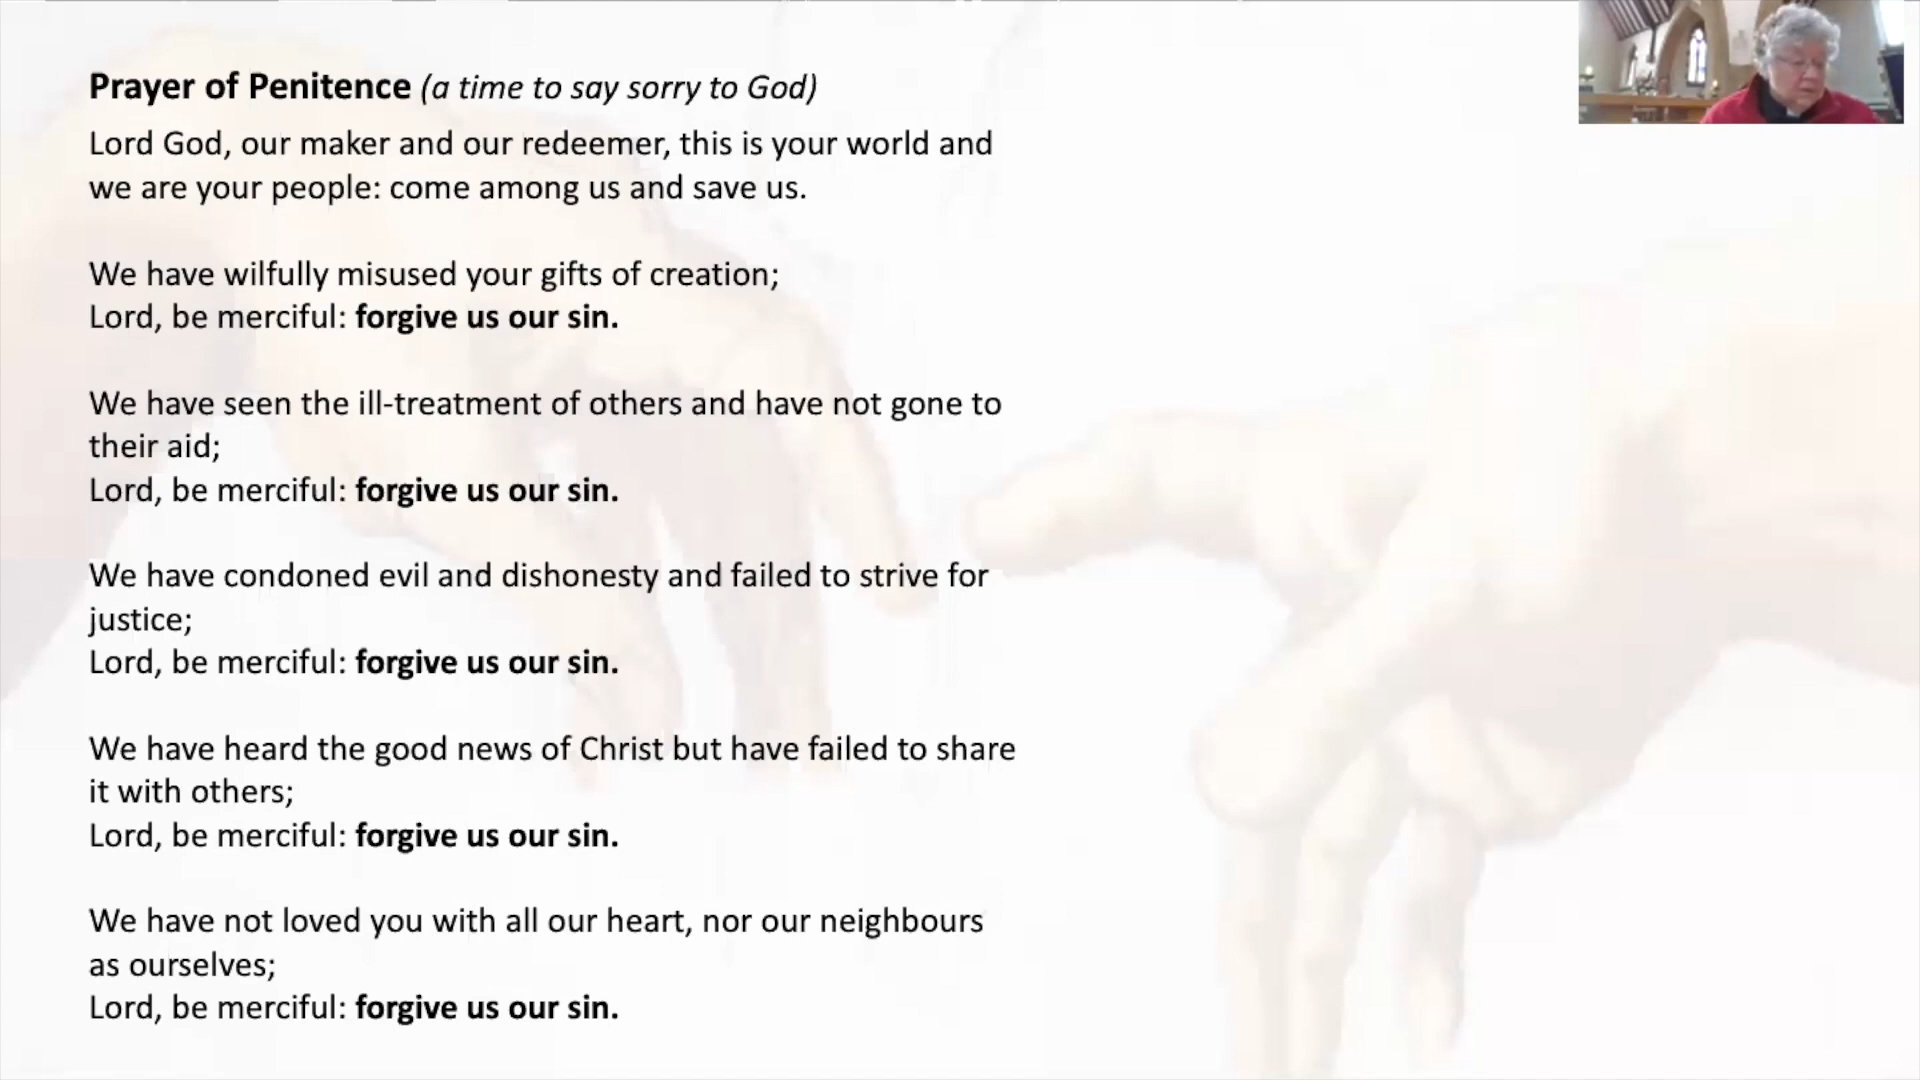 Prayer of Penitence (a time to say sorry to God)
Lord God, our maker and our redeemer, this is your world and
we are your people: come among us and save us.
We have wilfully misused your gifts of creation;
Lord, be merciful: forgive us our sin.
We have seen the ill-treatment of others and have not gone to
their aid;
Lord, be merciful: forgive us our sin.
We have condoned evil and dishonesty and failed to strive for
justice;
Lord, be merciful: forgive us our sin.
We have heard the good news of Christ but have failed to share
it with others;
Lord, be merciful: forgive us our sin.
We have not loved you with all our heart, nor our neighbours
as ourselves;
Lord, be merciful: forgive us our sin.